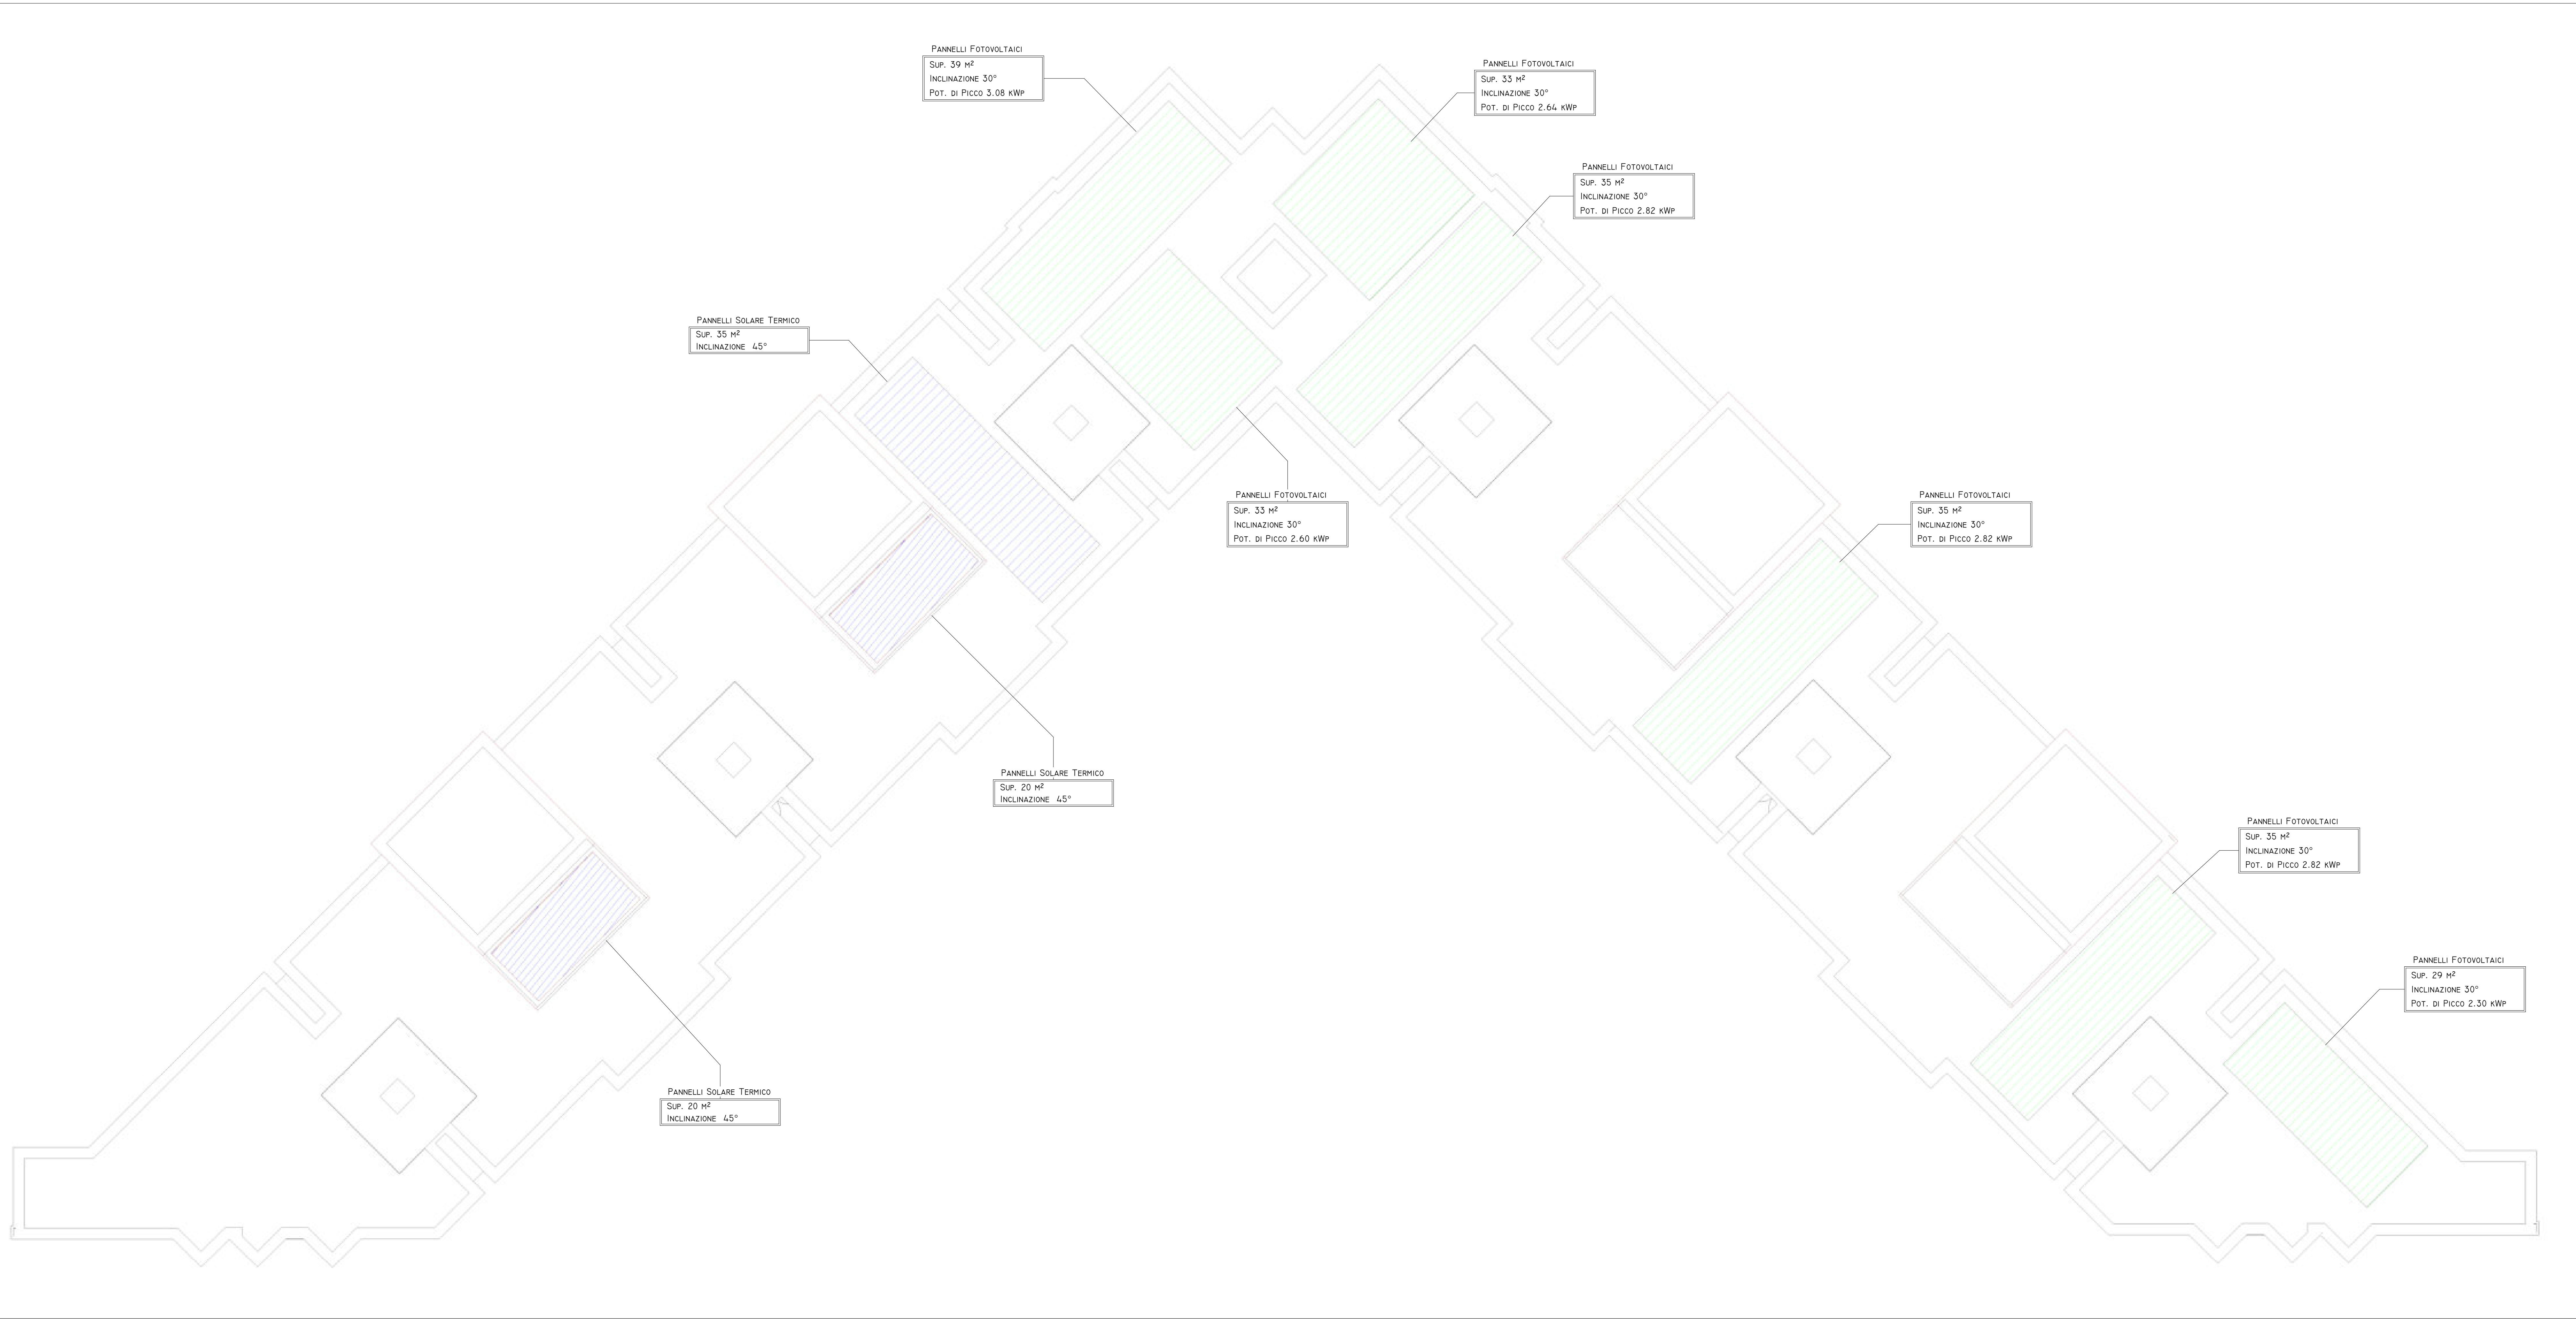 Pannelli Fotovoltaici
Sup. 39 m²
Inclinazione 30°
Pot. di Picco 3.08 kWp
Pannelli Fotovoltaici
Sup. 33 m²
Inclinazione 30°
Pot. di Picco 2.64 kWp
Pannelli Fotovoltaici
Sup. 35 m²
Inclinazione 30°
Pot. di Picco 2.82 kWp
Pannelli Solare Termico
Sup. 35 m²
Inclinazione 45°
Pannelli Fotovoltaici
Sup. 33 m²
Inclinazione 30°
Pot. di Picco 2.60 kWp
Pannelli Fotovoltaici
Sup. 35 m²
Inclinazione 30°
Pot. di Picco 2.82 kWp
Pannelli Solare Termico
Sup. 20 m²
Inclinazione 45°
Pannelli Fotovoltaici
Sup. 35 m²
Inclinazione 30°
Pot. di Picco 2.82 kWp
Pannelli Fotovoltaici
Sup. 29 m²
Inclinazione 30°
Pot. di Picco 2.30 kWp
Pannelli Solare Termico
Sup. 20 m²
Inclinazione 45°